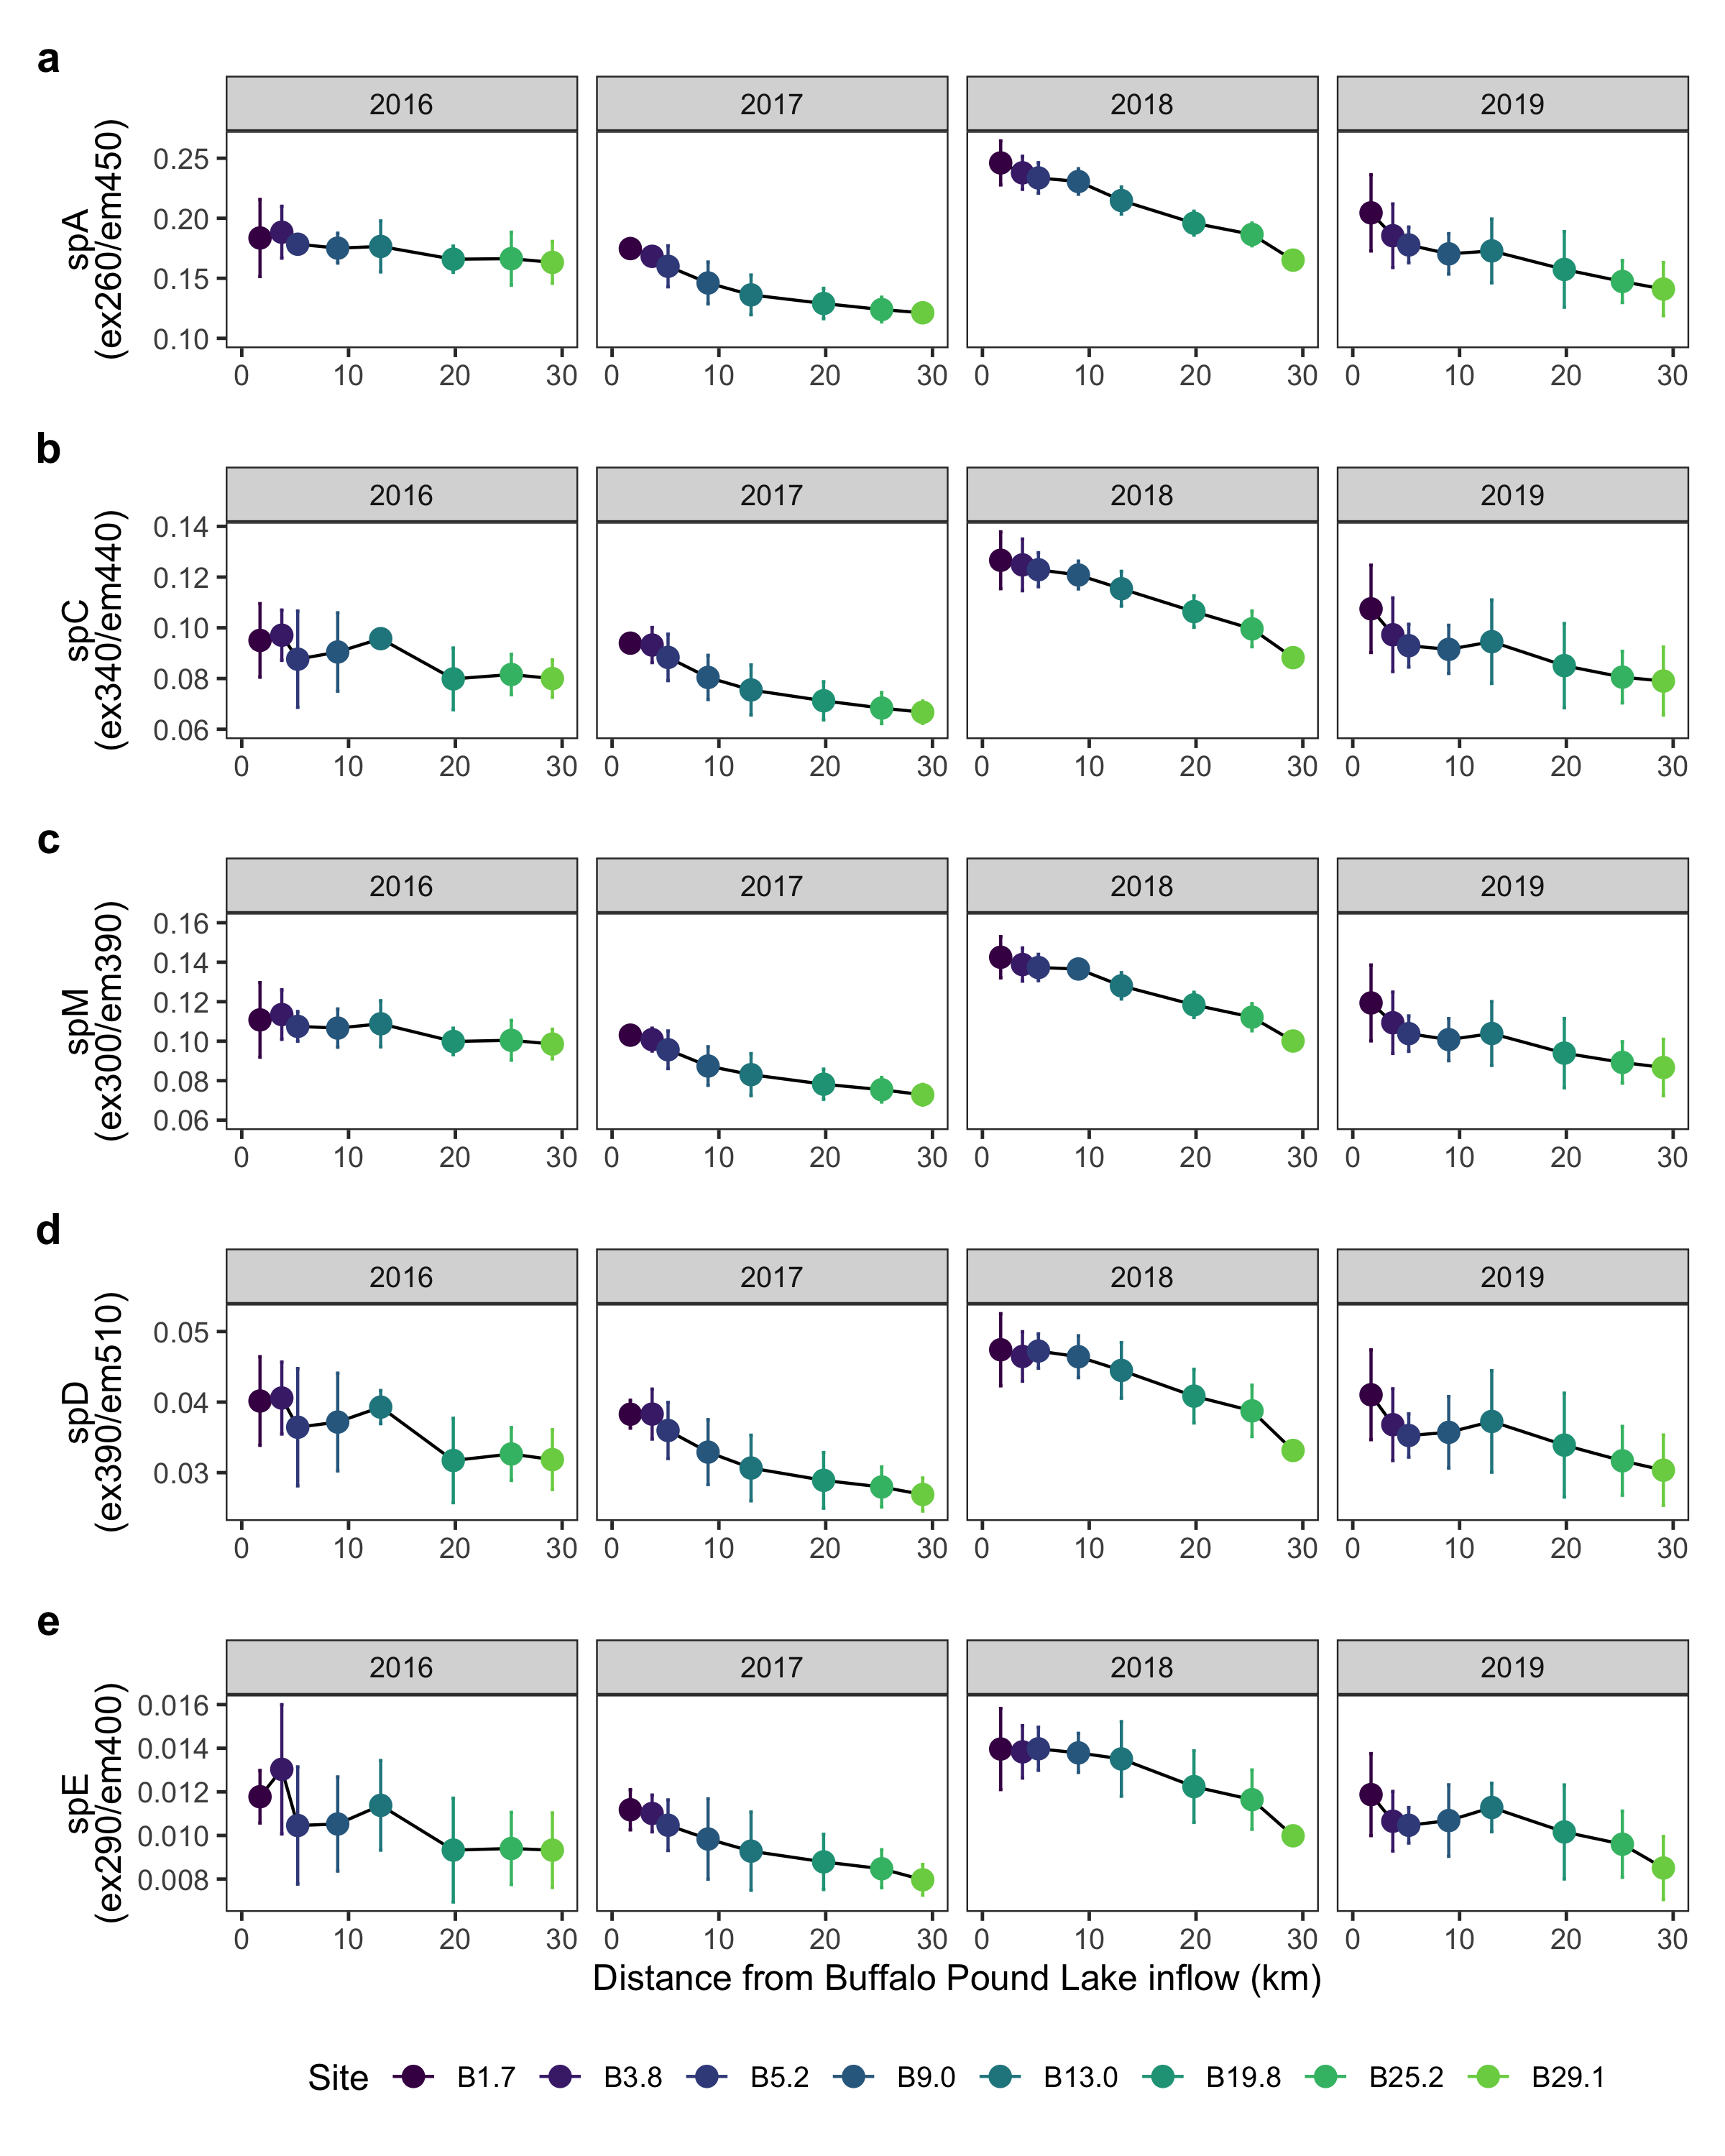 a
2016 2017 2018 2019
spA
(ex260/em450)
0.25
0.20
0.15
0.10
0 10 20 30 0 10 20 30 0 10 20 30 0 10 20 30
b
2016 2017 2018 2019
spC
(ex340/em440)
0.14
0.12
0.10
0.08
0.06
0 10 20 30 0 10 20 30 0 10 20 30 0 10 20 30
c
2016 2017 2018 2019
spM
(ex300/em390)
0.16
0.14
0.12
0.10
0.08
0.06
0 10 20 30 0 10 20 30 0 10 20 30 0 10 20 30
d
2016 2017 2018 2019
spD
(ex390/em510)
0.05
0.04
0.03
0 10 20 30 0 10 20 30 0 10 20 30 0 10 20 30
e
2016 2017 2018 2019
spE
(ex290/em400)
0.016
0.014
0.012
0.010
0.008
0 10 20 30 0 10 20 30 0 10 20 30 0 10 20 30
Distance from Buffalo Pound Lake inflow (km)
Site B1.7 B3.8 B5.2 B9.0 B13.0 B19.8 B25.2 B29.1